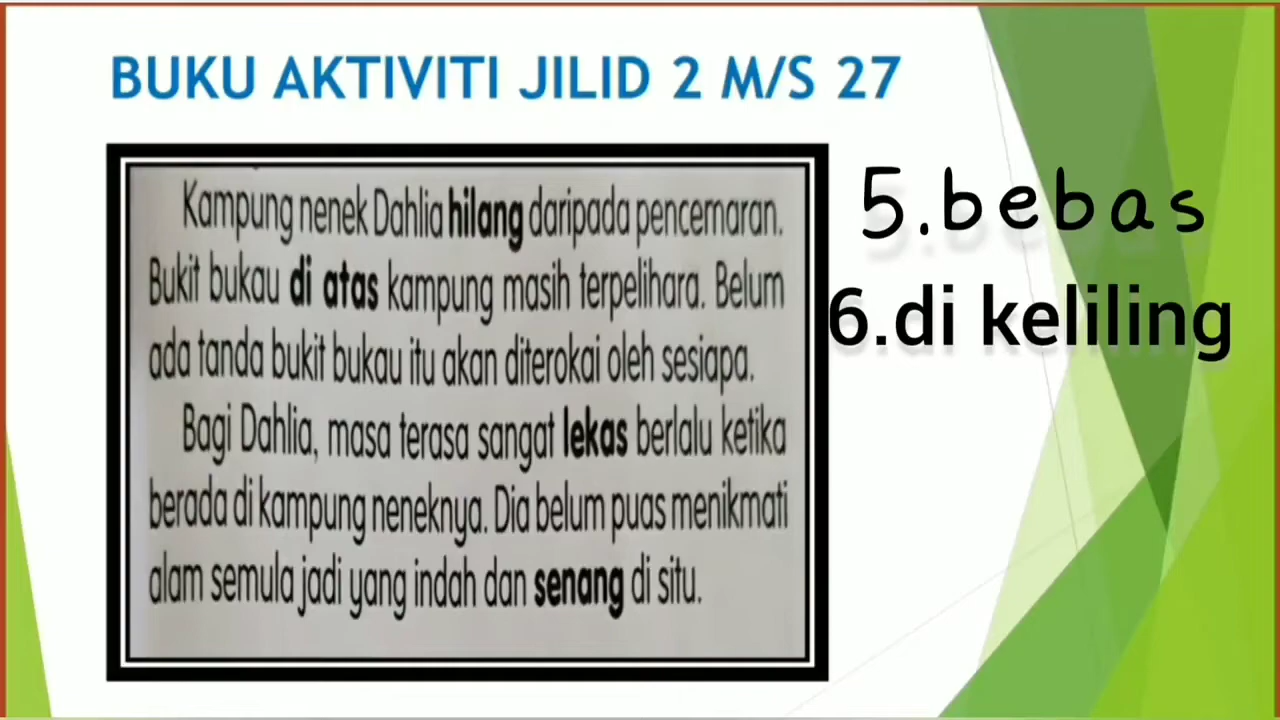 BUKU AKTIVITI JILID 2 M/S 27
Kampung nenek Dahlia hilang daripada pencemaran.
Bukit bukau di atas kampung masih terpelihara. Belum
ada tanda bukit bukau itu akan diterokai oleh sesiapa.
Bagi Dahlia, masa terasa sangat lekas berlalu ketika
berada di kampung neneknya. Dia belum puas menikmati
alam semula jadi yang indah dan senang di situ.
5.bebas
6.di keliling